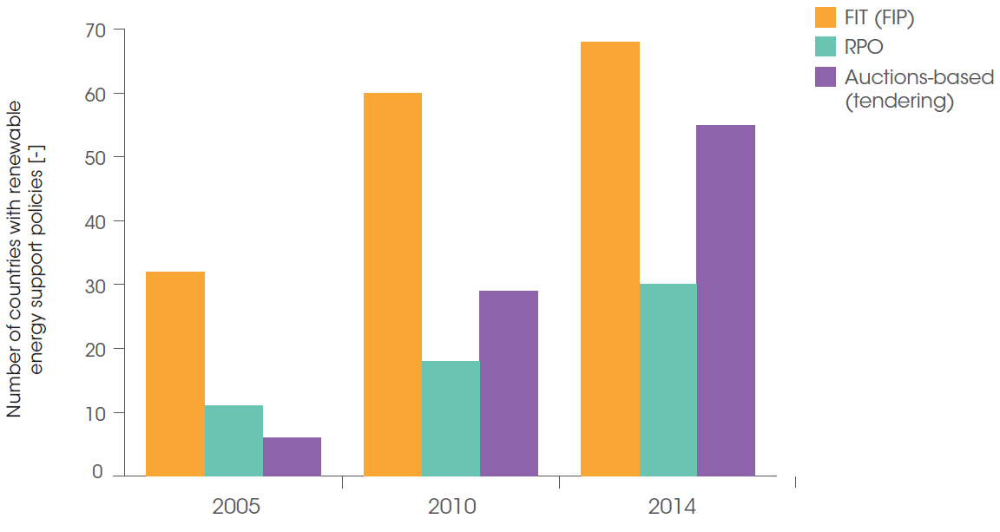 FIT (FIP)
RPO
Auctions-based
(tendering)
Number of countries with renewable
energy support policies [-]
70
60
50
40
30
20
10
0
2005
2010
2014